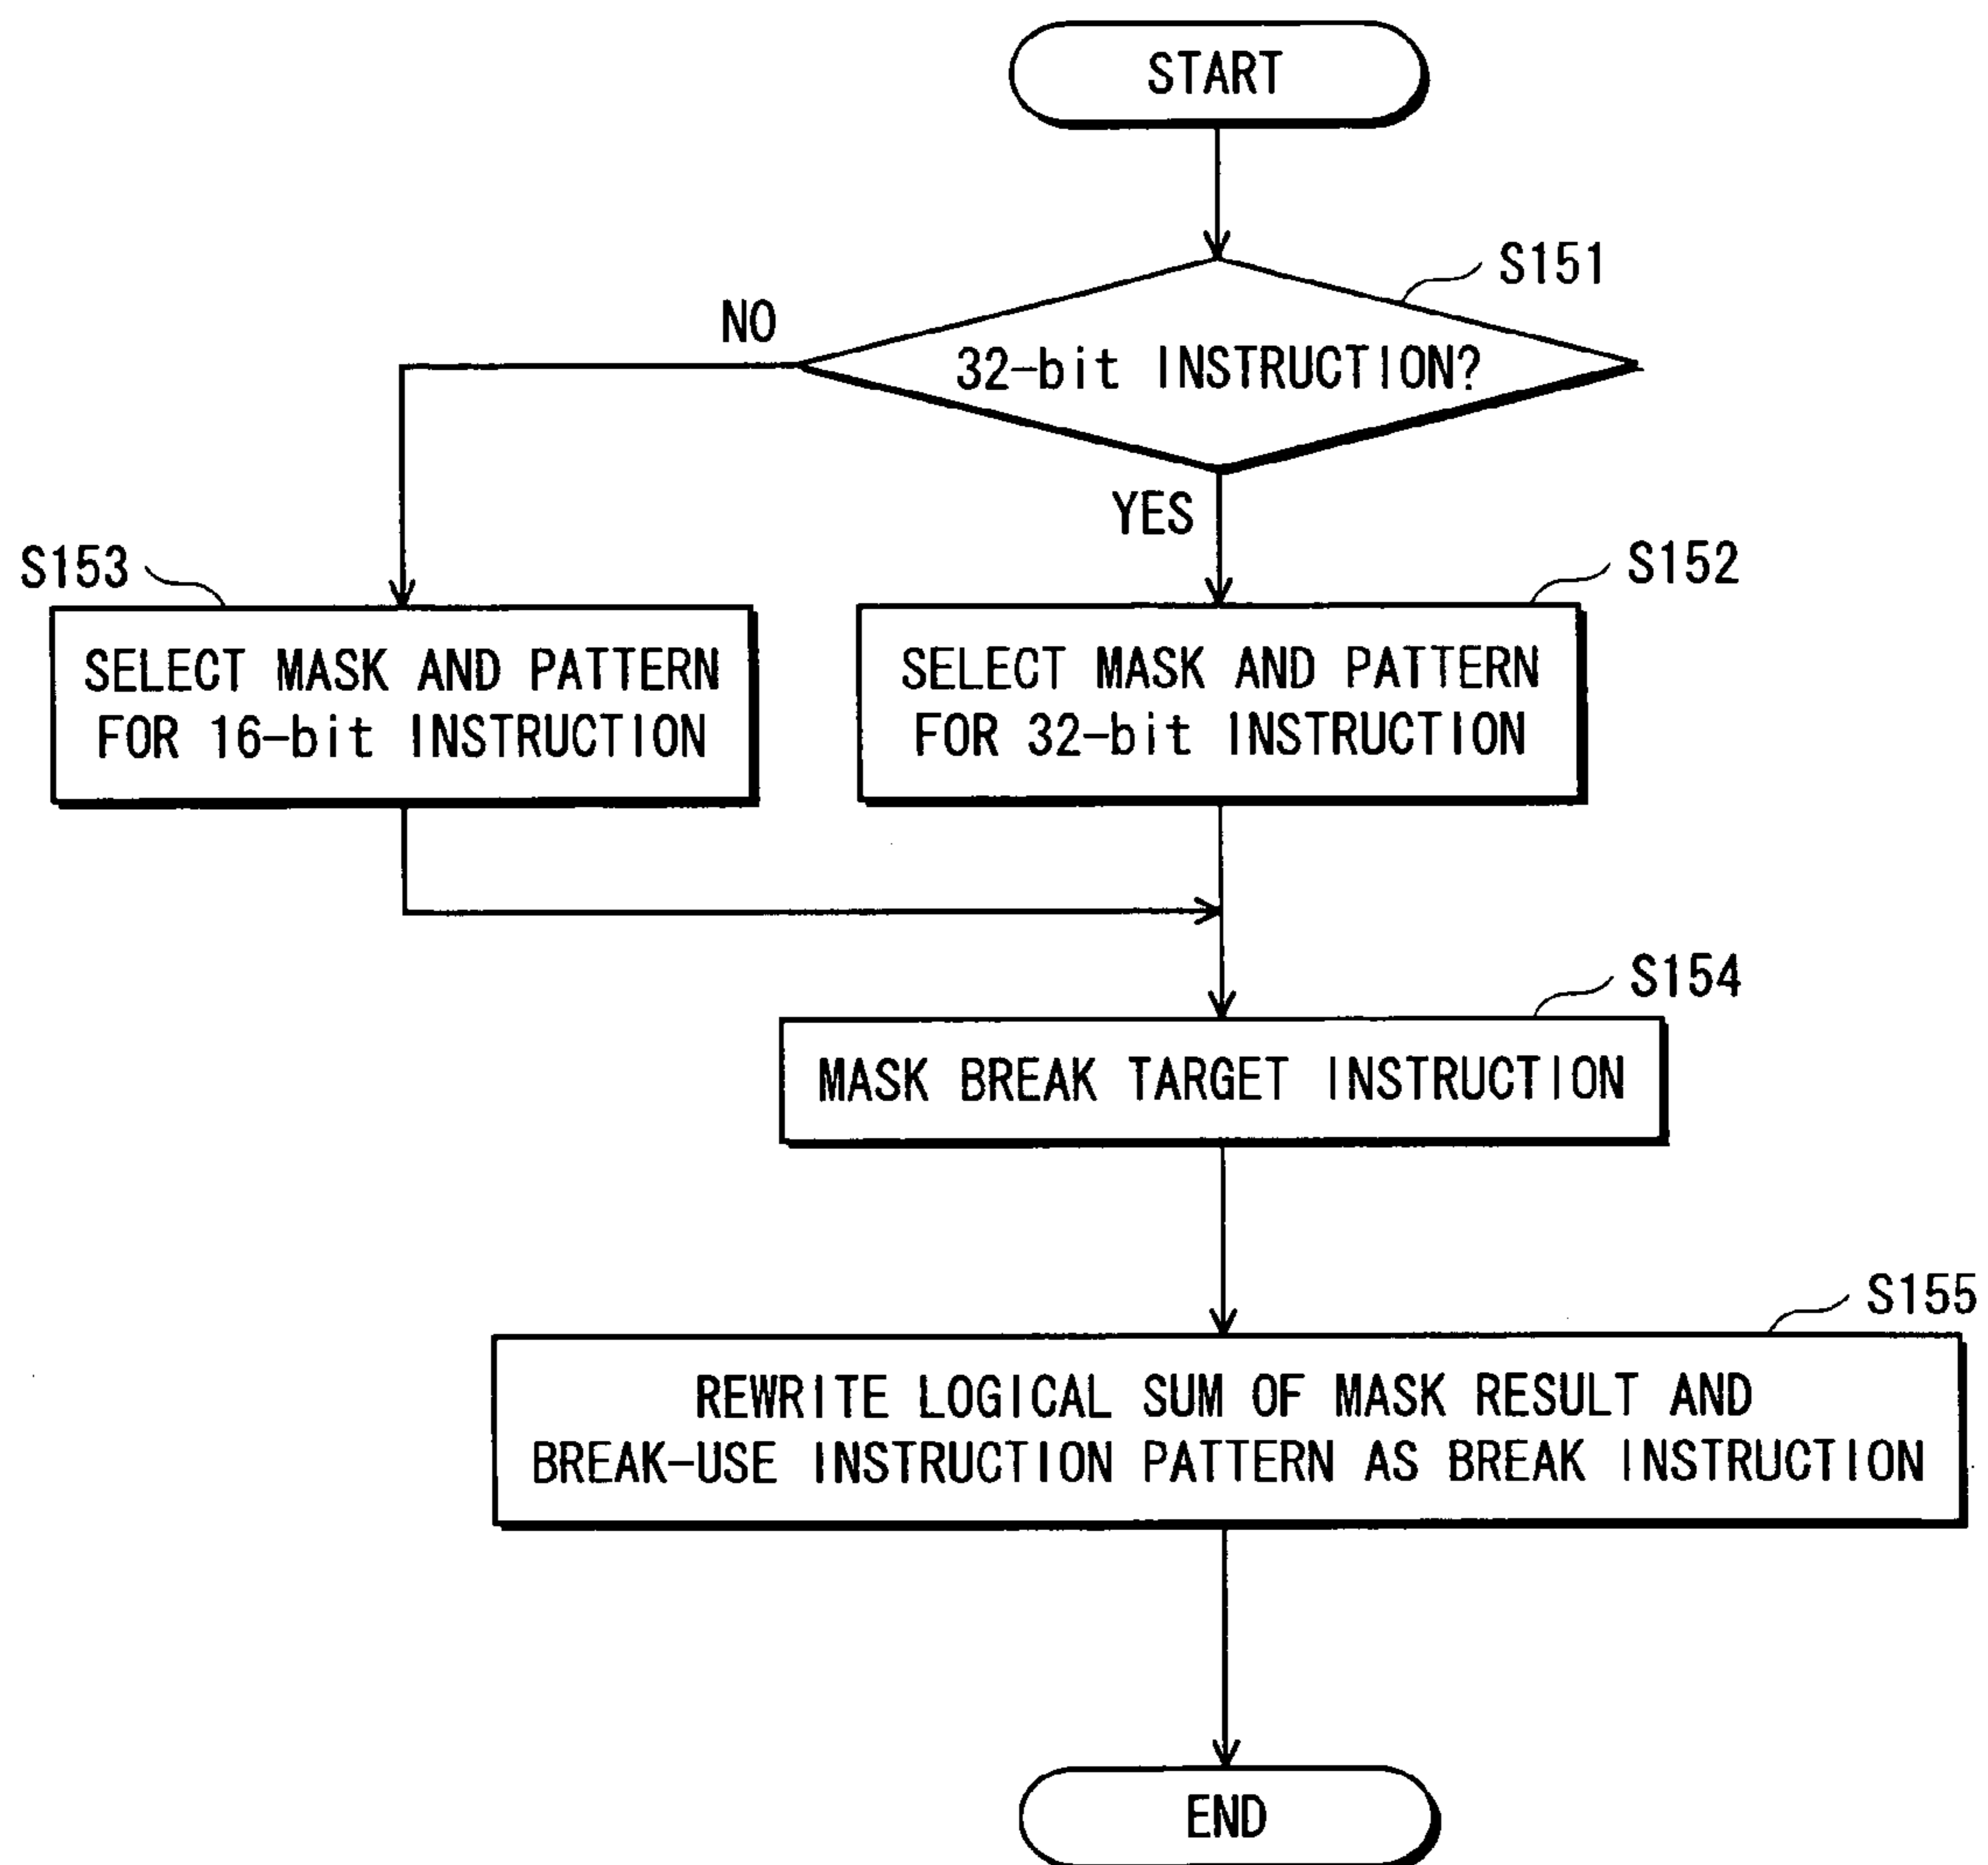 START
S151
NO
32-bit INSTRUCTION?
YES
S153
S152
SELECT MASK AND PATTERN
FOR 16-bit INSTRUCTION
SELECT MASK AND PATTERN
FOR 32-bit INSTRUCTION
S154
MASK BREAK TARGET INSTRUCTION
S155
REWRITE LOGICAL SUM OF MASK RESULT AND
BREAK-USE INSTRUCTION PATTERN AS BREAK INSTRUCTION
END